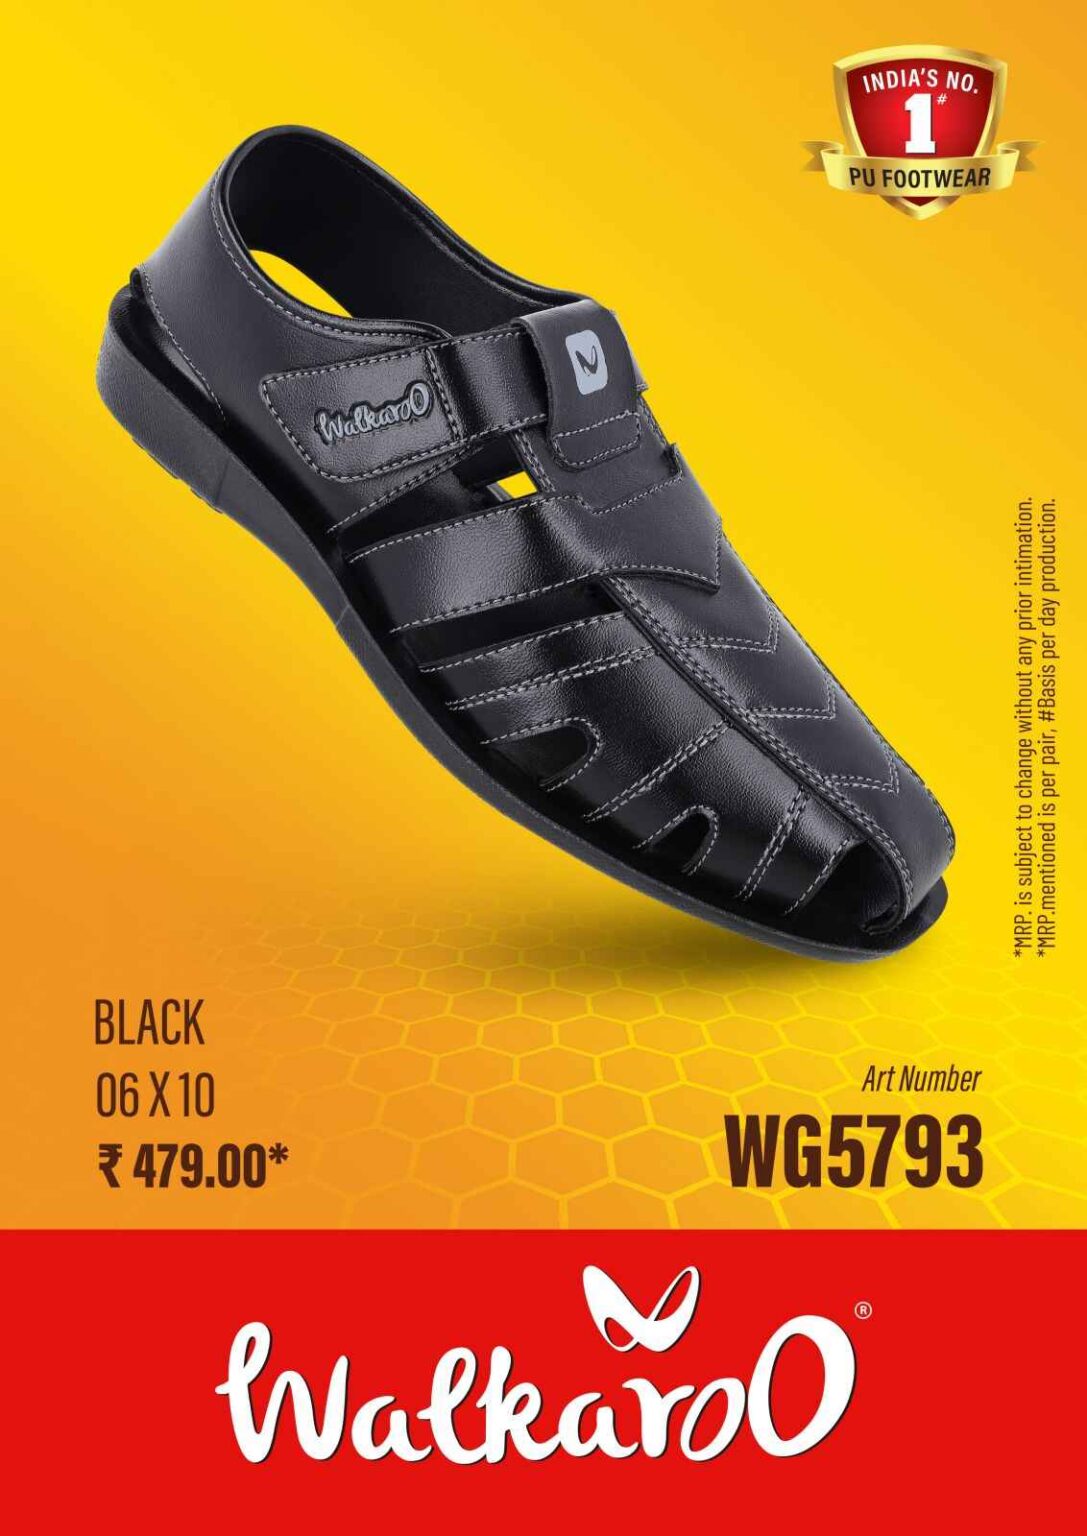 INDIA'S NO.
1#
PU FOOTWEAR
WalkaroO
*MRP. is subject to change without any prior intimation.
*MRP.mentioned is per pair, #Basis per day production.
BLACK
06 X 10
₹ 479.00*
Art Number
WG5793
WalkaroO®